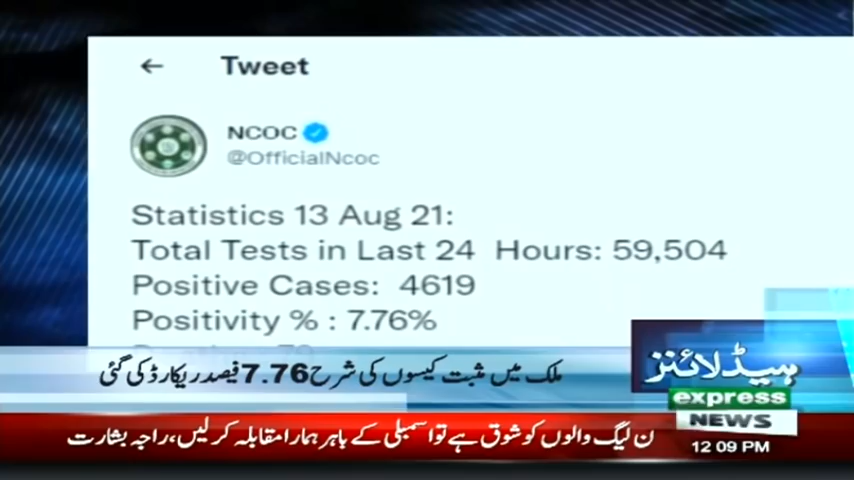 ← Tweet
NCOC
@OfficialNcoc
Statistics 13 Aug 21:
Total Tests in Last 24 Hours: 59,504
Positive Cases: 4619
Positivity % : 7.76%
ملک میں مثبت کیسوں کی شرح 7.76 فیصد ریکارڈ کی گئی
ہیڈلائنز
express
NEWS
ن لیگ والوں کو شوق ہے تو اسمبلی کے باہر ہمارا مقابلہ کرلیں، راجہ بشارت
12:09 PM